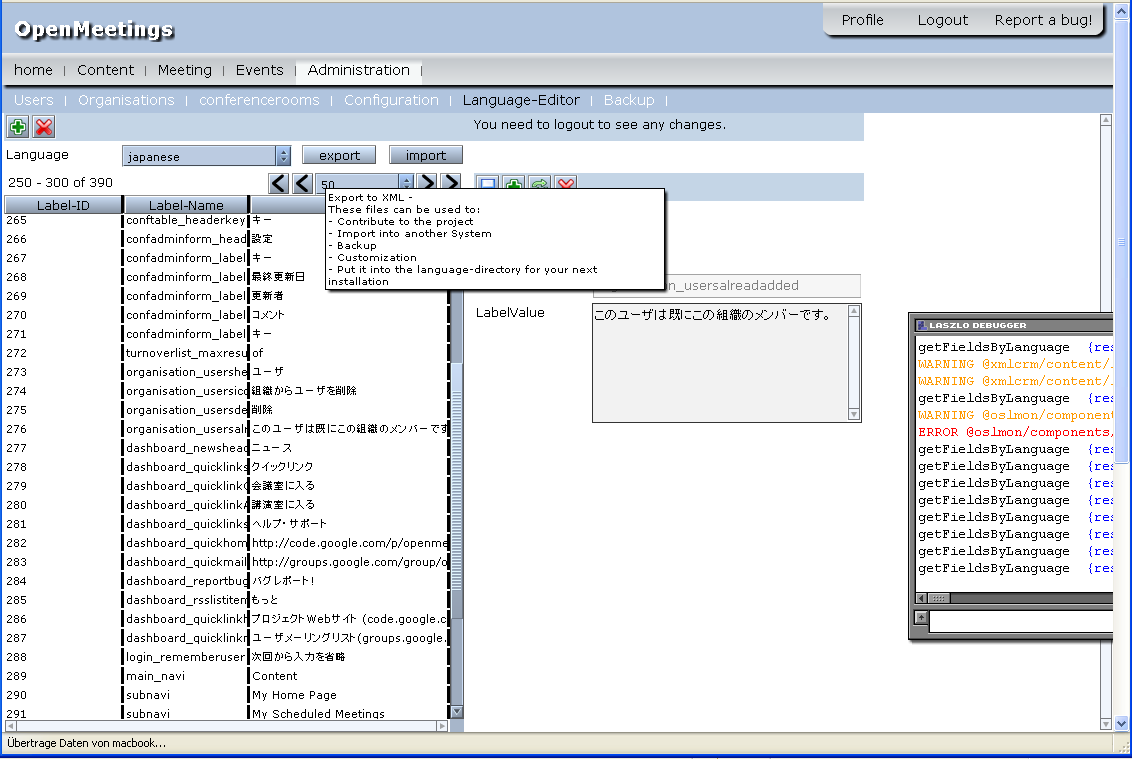 OpenMeetings
Profile Logout Report a bug!
home | Content | Meeting | Events | Administration |
Users | Organisations | conferencerooms | Configuration | Language-Editor | Backup |
You need to logout to see any changes.
Language japanese export import
250 - 300 of 390 50
Label-ID Label-Name
Export to XML -
These files can be used to:
- Contribute to the project
- Import into another System
- Backup
- Customization
- Put it into the language-directory for your next
installation
265 conftable_headerkey キー
266 confadminform_head 設定
267 confadminform_label キー
268 confadminform_label 最終更新日
269 confadminform_label 更新者
270 confadminform_label コメント
271 confadminform_label キー
272 turnoverlist_maxresu of
273 organisation_usershe ユーザ
274 organisation_usersic 組織からユーザを削除
275 organisation_usersde 削除
276 organisation_usersalr このユーザは既にこの組織のメンバーです
277 dashboard_newshead ニュース
278 dashboard_quicklinks クイックリンク
279 dashboard_quicklink 会議室に入る
280 dashboard_quicklink 講演室に入る
281 dashboard_quicklinks ヘルプ・サポート
282 dashboard_quickhom http://code.google.com/p/openme
283 dashboard_quickmail http://groups.google.com/group/o
284 dashboard_reportbug バグレポート!
285 dashboard_rsslistitem もっと
286 dashboard_quicklink プロジェクトWebサイト (code.google.c
287 dashboard_quicklink ユーザメーリングリスト(groups.google.
288 login_rememberuser 次回から入力を省略
289 main_navi Content
290 subnavi My Home Page
291 subnavi My Scheduled Meetings
n_usersalreadadded
LabelValue このユーザは既にこの組織のメンバーです。
LASZLO DEBUGGER
getFieldsByLanguage {res
WARNING @xmlcrm/content/
WARNING @xmlcrm/content/
getFieldsByLanguage {res
WARNING @oslmon/component
ERROR @oslmon/components
getFieldsByLanguage {res
getFieldsByLanguage {res
getFieldsByLanguage {res
getFieldsByLanguage {res
getFieldsByLanguage {res
getFieldsByLanguage {res
getFieldsByLanguage {res
getFieldsByLanguage {res
Übertrage Daten von macbook...